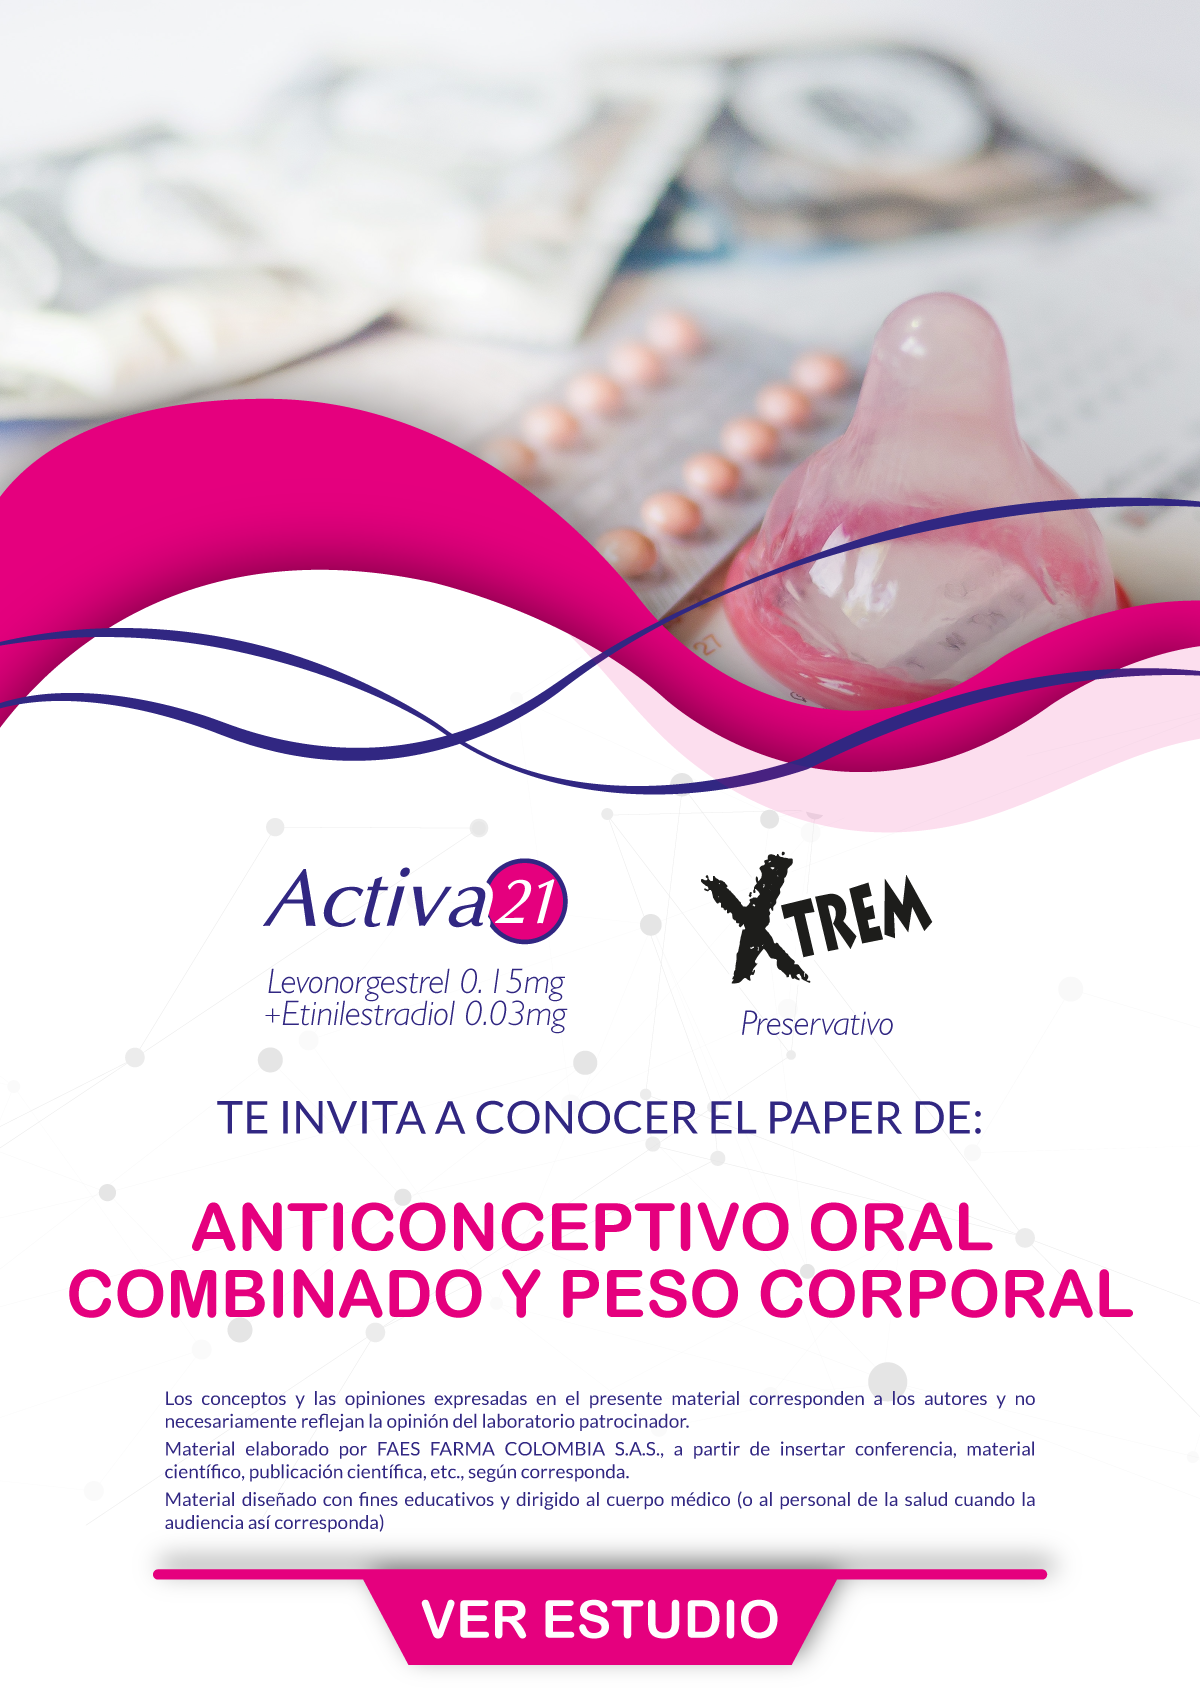 Activa 21
Levonorgestrel 0.15mg
+Etinilestradiol 0.03mg
XTREM
Preservativo
TE INVITA A CONOCER EL PAPER DE:
ANTICONCEPTIVO ORAL
COMBINADO Y PESO CORPORAL
Los conceptos y las opiniones expresadas en el presente material corresponden a los autores y no
necesariamente reflejan la opinión del laboratorio patrocinador.
Material elaborado por FAES FARMA COLOMBIA S.A.S., a partir de insertar conferencia, material
científico, publicación científica, etc., según corresponda.
Material diseñado con fines educativos y dirigido al cuerpo médico (o al personal de la salud cuando la
audiencia así corresponda)
VER ESTUDIO
27